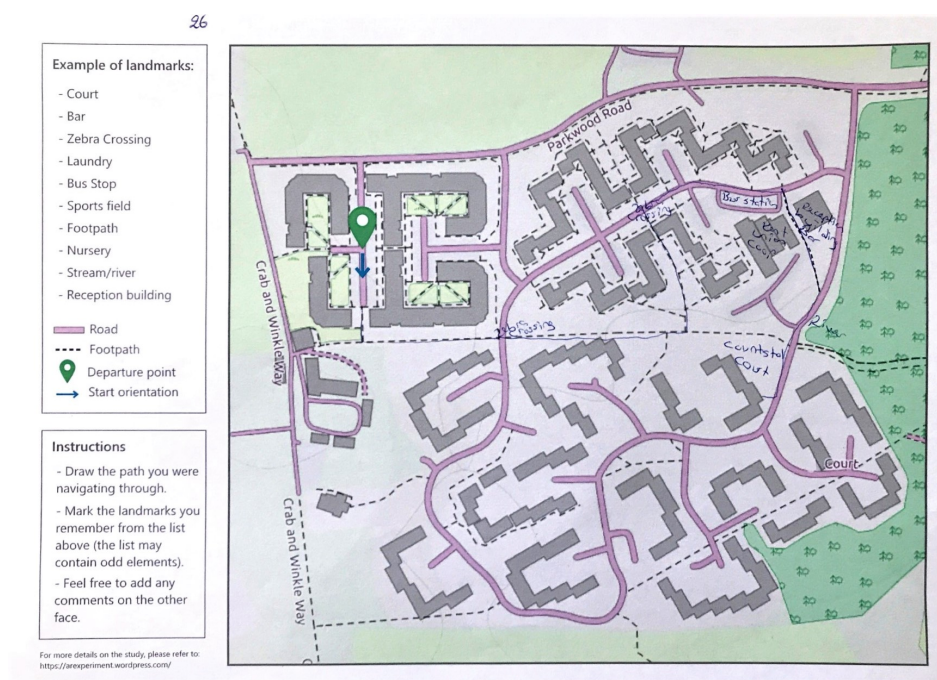 26
Example of landmarks:
- Court
- Bar
- Zebra Crossing
- Laundry
- Bus Stop
- Sports field
- Footpath
- Nursery
- Stream/river
- Reception building
Road
Footpath
Departure point
Start orientation
Instructions
- Draw the path you were
navigating through.
- Mark the landmarks you
remember from the list
above (the list may
contain odd elements).
- Feel free to add any
comments on the other
face.
For more details on the study, please refer to:
https://arexperiment.wordpress.com/
Parkwood Road
Crab and Winkle Way
Crab and Winkle Way
Court
crossing
Bus station
Reception
building
Bar
crossing
River
Court